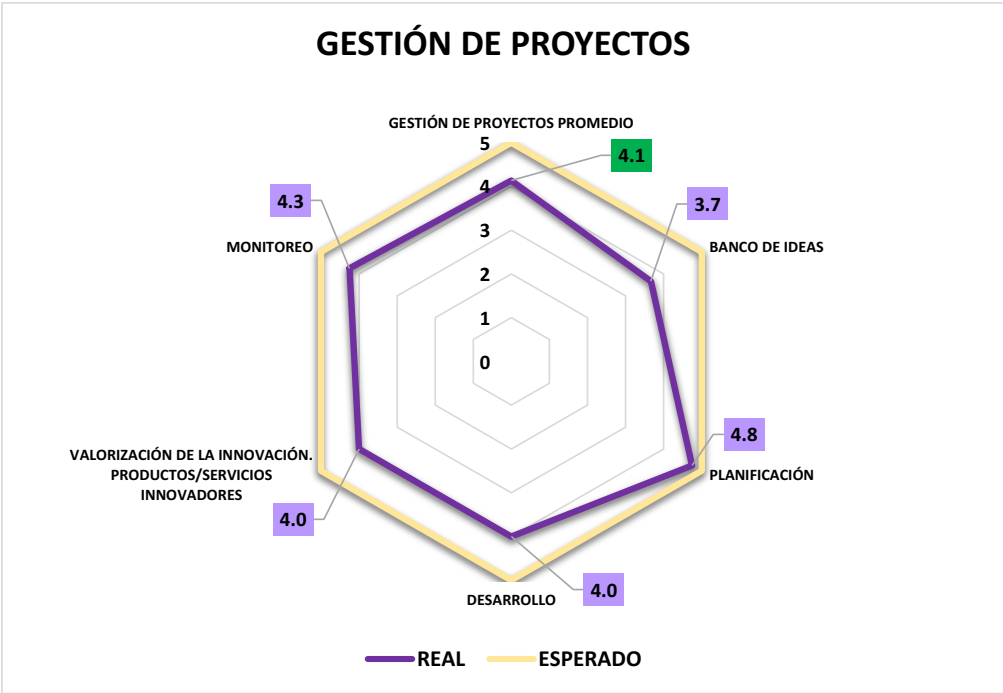 GESTIÓN DE PROYECTOS
GESTIÓN DE PROYECTOS PROMEDIO
5
4.1
4
4.3
3.7
3
MONITOREO
BANCO DE IDEAS
2
1
0
4.8
VALORIZACIÓN DE LA INNOVACIÓN.
PRODUCTOS/SERVICIOS
INNOVADORES
PLANIFICACIÓN
4.0
4.0
DESARROLLO
REAL
ESPERADO